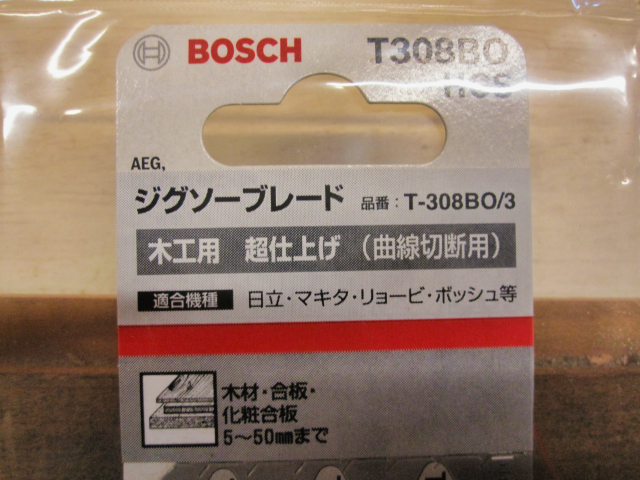 BOSCH T308BO
HCS
AEG,
ジグソーブレード 品番：T-308BO/3
木工用 超仕上げ （曲線切断用）
適合機種 日立・マキタ・リョービ・ボッシュ等
木材・合板・
化粧合板
5～50mmまで